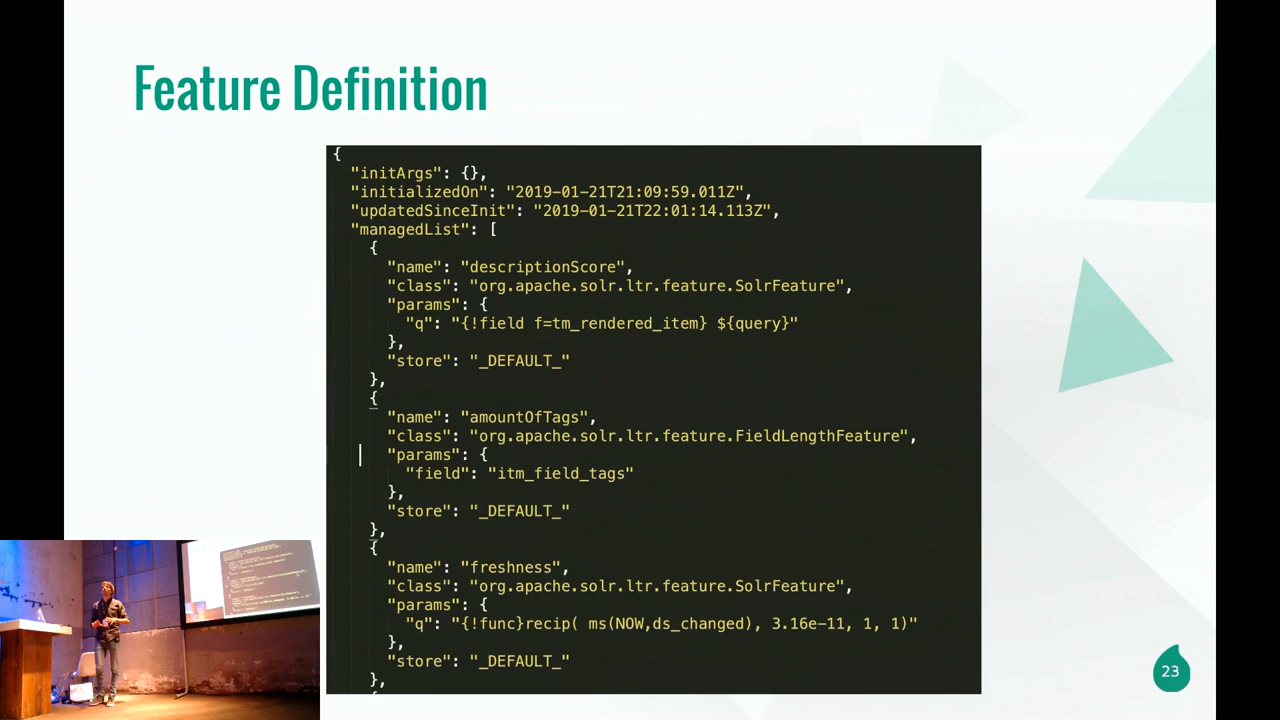 Feature Definition
{
"initArgs": {},
"initializedOn": "2019-01-21T21:09:59.011Z",
"updatedSinceInit": "2019-01-21T22:01:14.113Z",
"managedList": [
{
"name": "descriptionScore",
"class": "org.apache.solr.ltr.feature.SolrFeature",
"params": {
"q": "{!field f=tm_rendered_item} ${query}"
},
"store": "_DEFAULT_"
},
{
"name": "amountOfTags",
"class": "org.apache.solr.ltr.feature.FieldLengthFeature",
"params": {
"field": "itm_field_tags"
},
"store": "_DEFAULT_"
},
{
"name": "freshness",
"class": "org.apache.solr.ltr.feature.SolrFeature",
"params": {
"q": "{!func}recip( ms(NOW,ds_changed), 3.16e-11, 1, 1)"
},
"store": "_DEFAULT_"
},
23